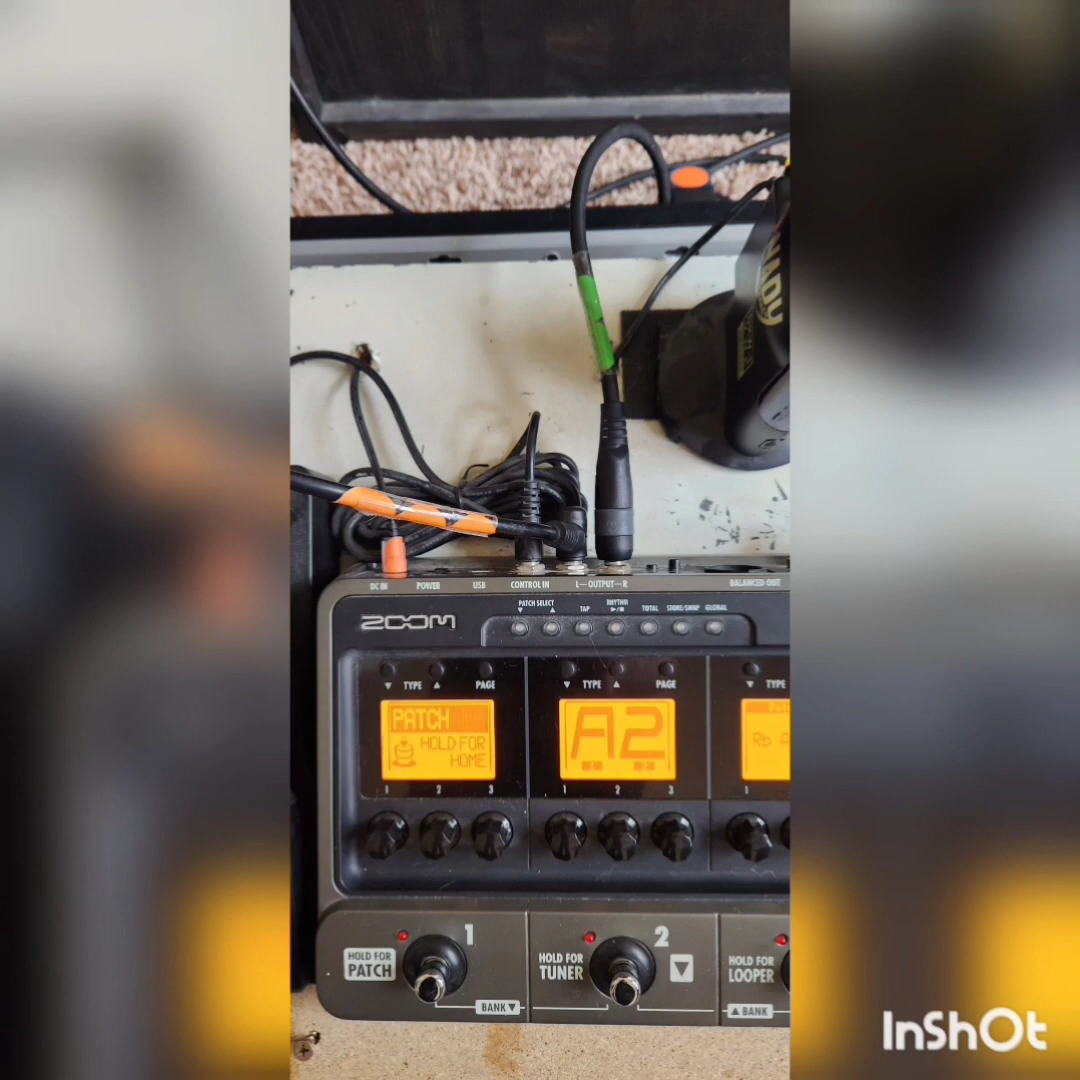 DC IN POWER USB CONTROL IN L—OUTPUT—R BALANCED OUT
ZOOM
PATCH SELECT
TAP
RHYTHM
TOTAL
STORE/SWAP
GLOBAL
TYPE PAGE
TYPE PAGE
TYPE
PATCH
HOLD FOR
HOME
A2
Rb
1 2 3
1 2 3
1
1
HOLD FOR
PATCH
BANK
2
HOLD FOR
TUNER
HOLD FOR
LOOPER
BANK
InShOt